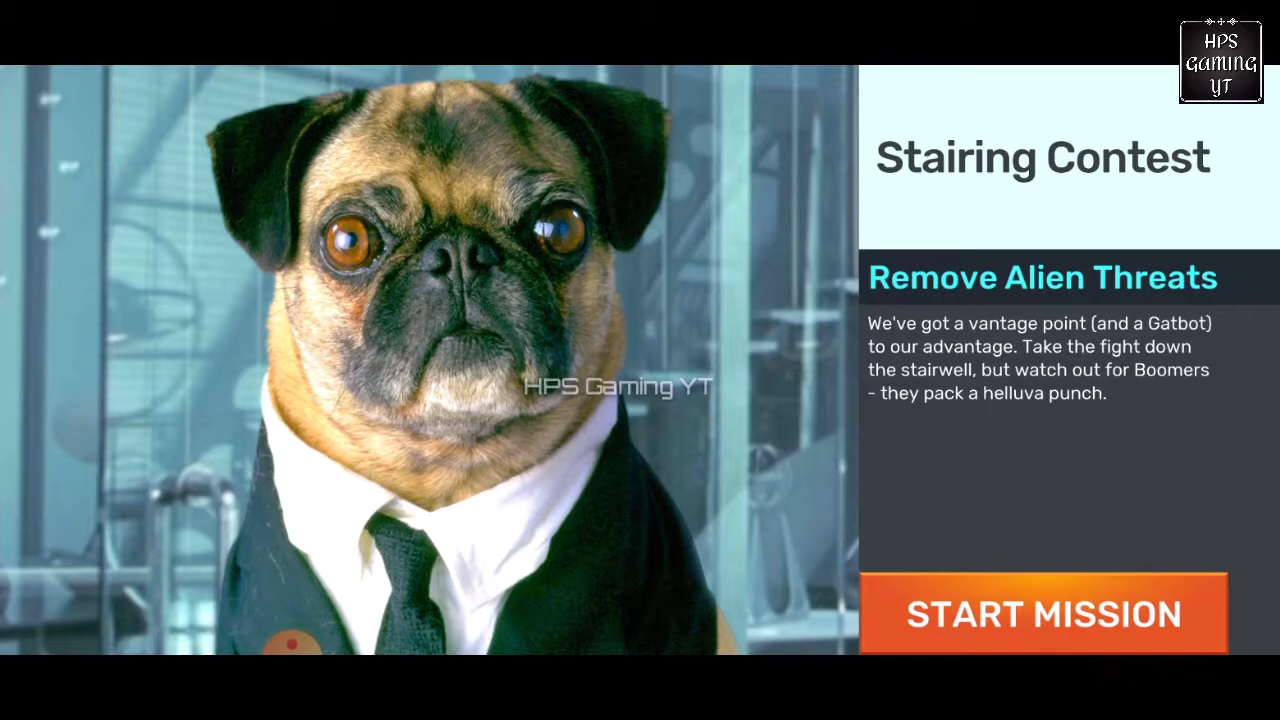 HPS
GAMING
YT
Stairing Contest
Remove Alien Threats
We've got a vantage point (and a Gatbot)
to our advantage. Take the fight down
the stairwell, but watch out for Boomers
- they pack a helluva punch.
HPS Gaming YT
START MISSION